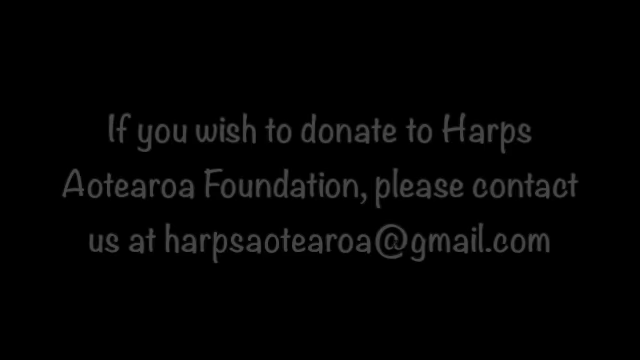 If you wish to donate to Harps
Aotearoa Foundation, please contact
us at harpsaotearoa@gmail.com